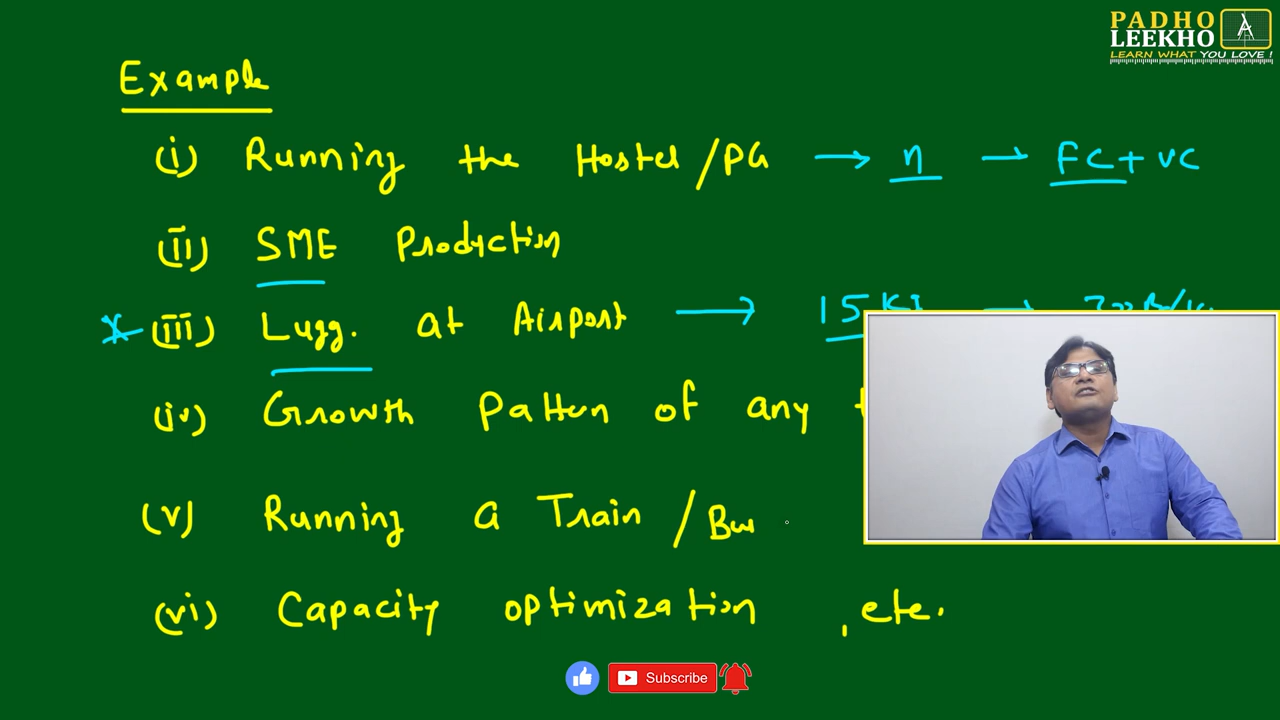 PADHO
LEEKHO
LEARN WHAT YOU LOVE !
Example
(i) Running the Hostel/PG → n → FC + VC
(ii) SME Production
(iii) Lugg. at Airport → 15 Kg →
(iv) Growth Pattern of any
(v) Running a Train / Bus
(vi) Capacity optimization , etc.
Subscribe